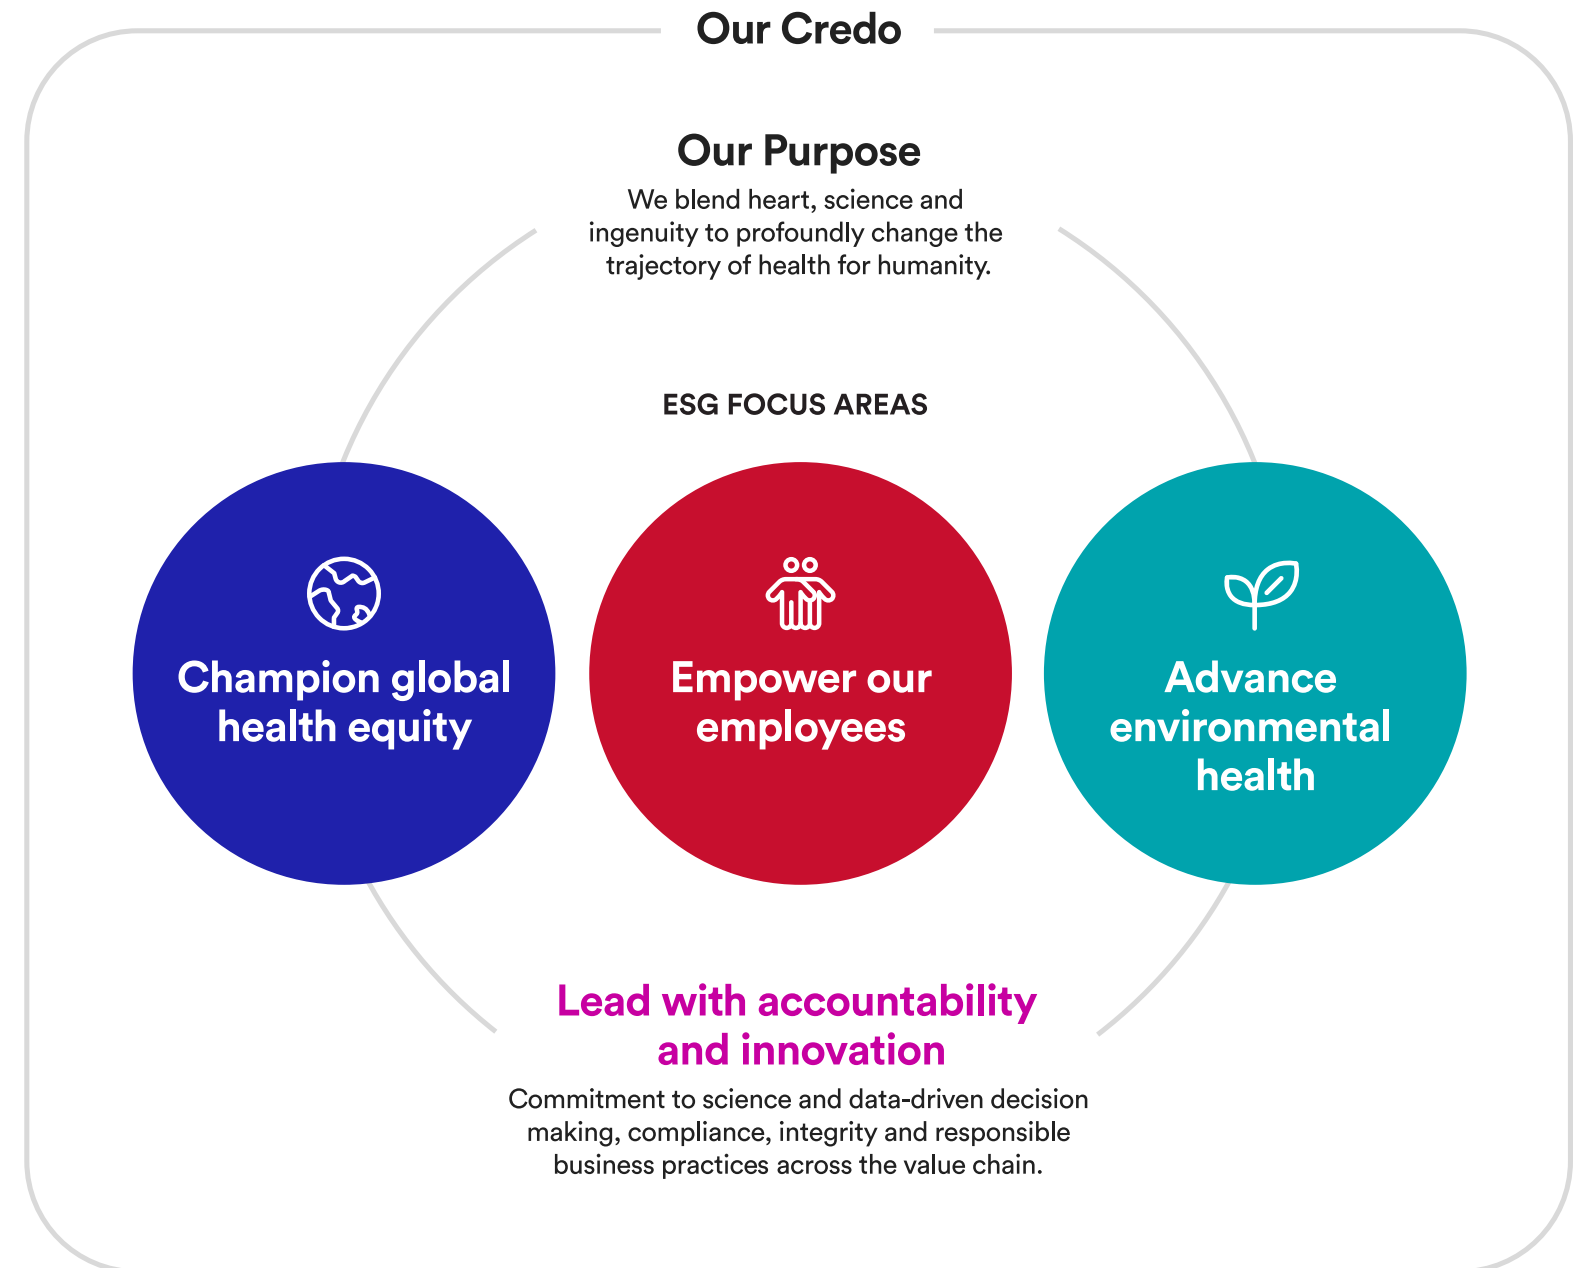 Our Credo
Our Purpose
We blend heart, science and
ingenuity to profoundly change the
trajectory of health for humanity.
ESG FOCUS AREAS
Champion global
health equity
Empower our
employees
Advance
environmental
health
Lead with accountability
and innovation
Commitment to science and data-driven decision
making, compliance, integrity and responsible
business practices across the value chain.